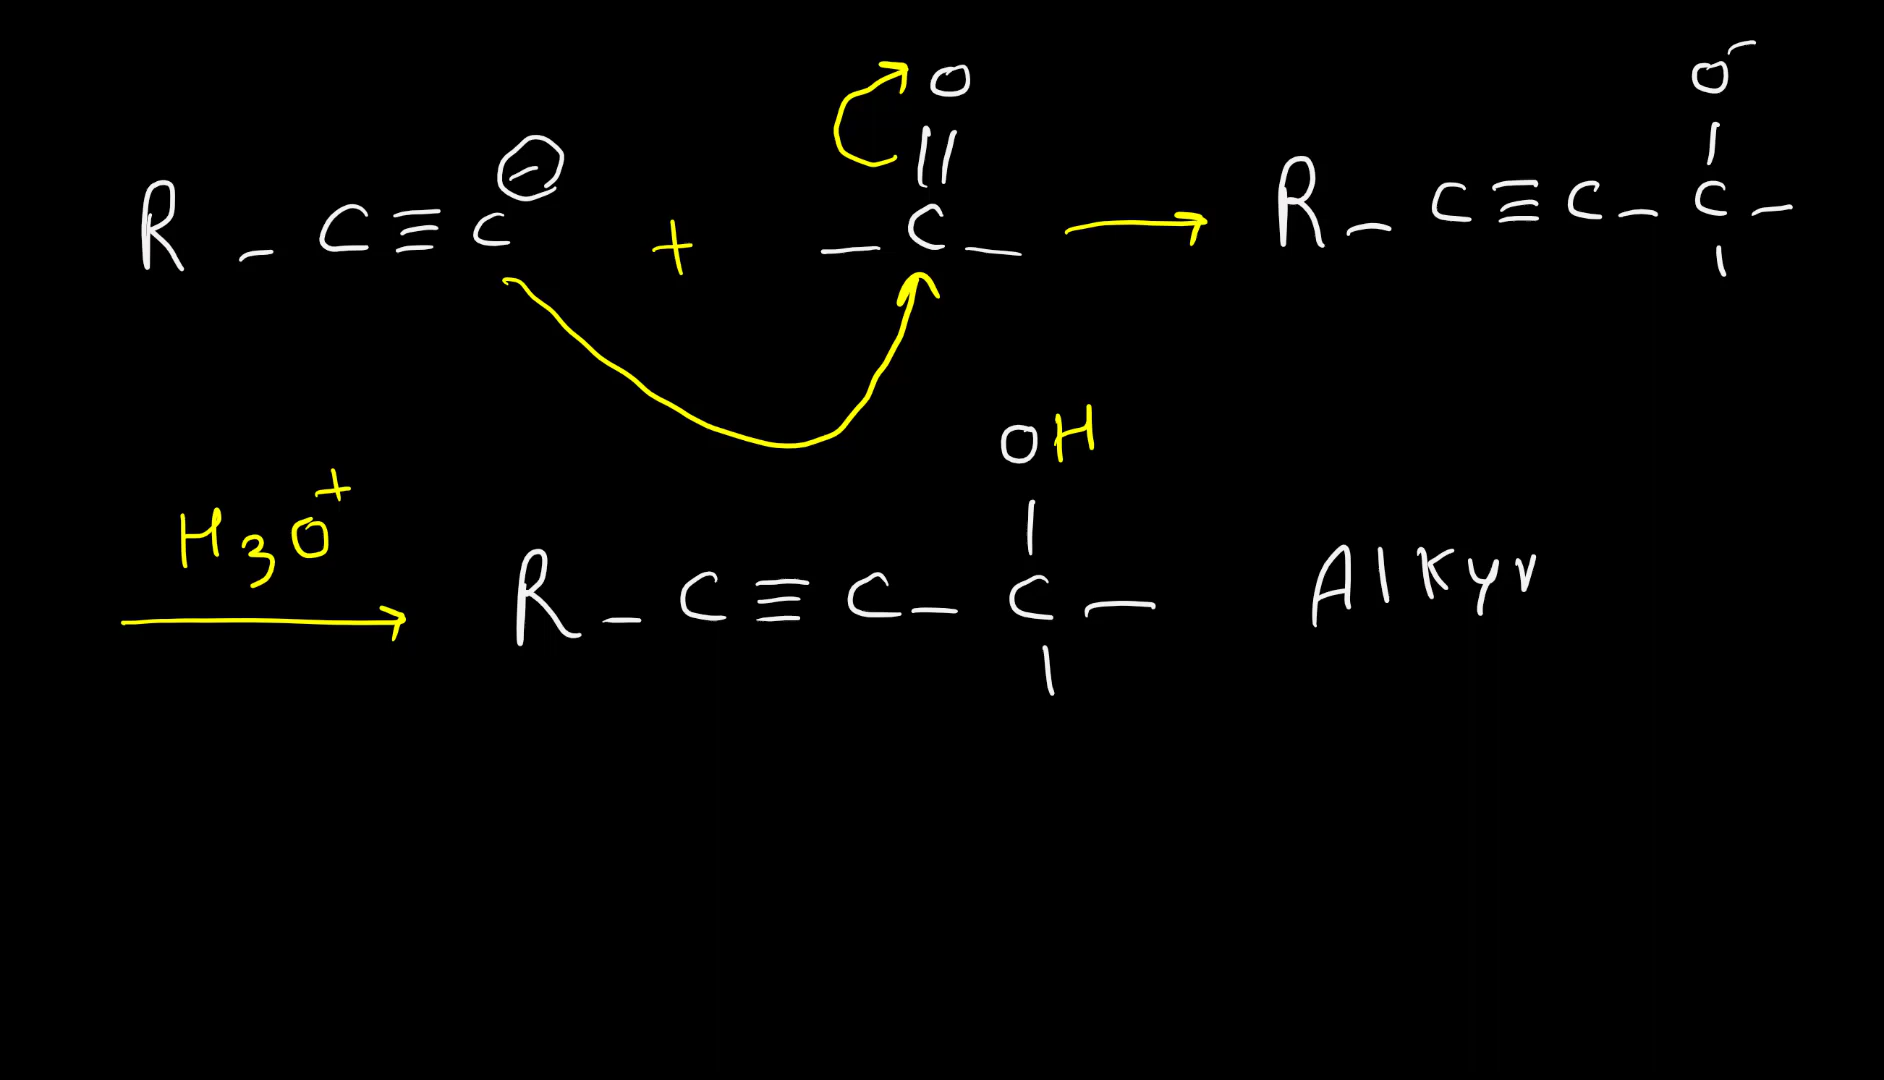 R - C ≡ C⊖ + - C(=O) - → R - C ≡ C - C(O⁻) -
H₃O⁺ → R - C ≡ C - C(OH) - Alkyn